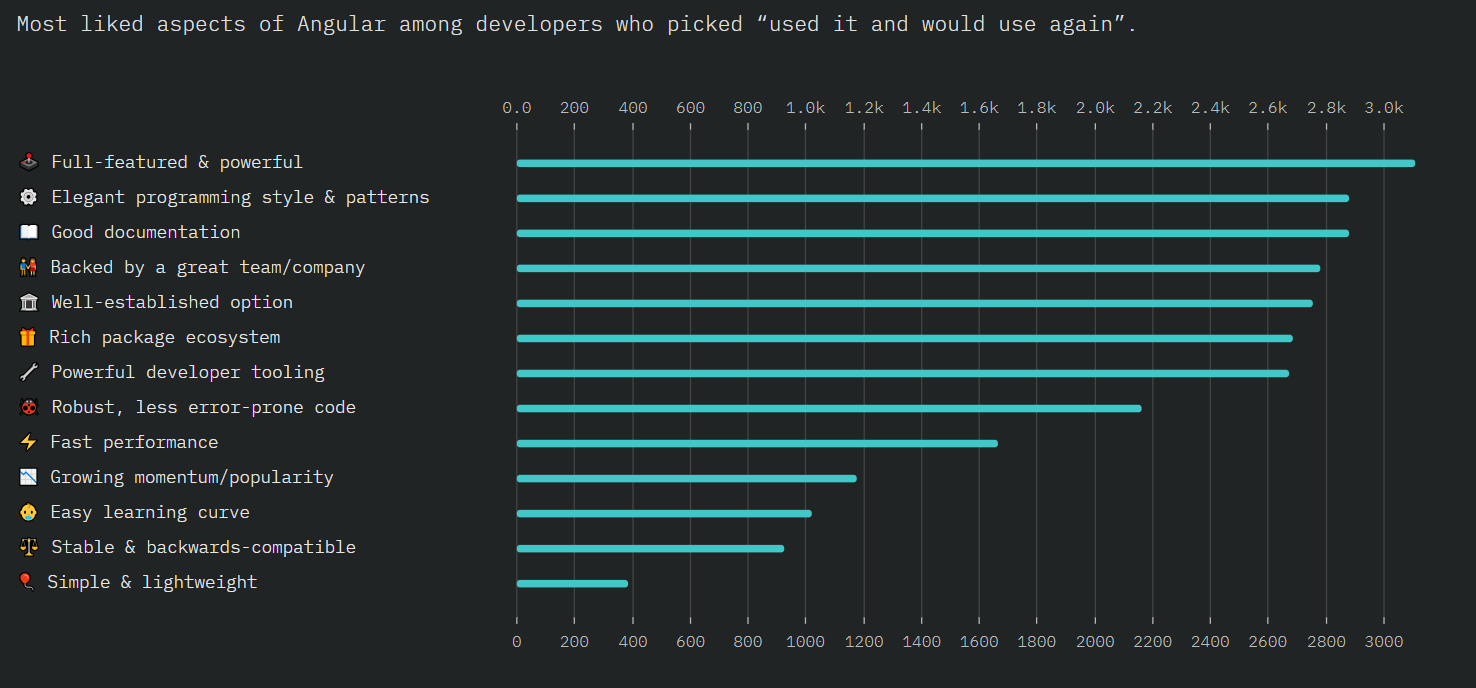 Most liked aspects of Angular among developers who picked “used it and would use again”.
0.0 200 400 600 800 1.0k 1.2k 1.4k 1.6k 1.8k 2.0k 2.2k 2.4k 2.6k 2.8k 3.0k
Full-featured & powerful
Elegant programming style & patterns
Good documentation
Backed by a great team/company
Well-established option
Rich package ecosystem
Powerful developer tooling
Robust, less error-prone code
Fast performance
Growing momentum/popularity
Easy learning curve
Stable & backwards-compatible
Simple & lightweight
0 200 400 600 800 1000 1200 1400 1600 1800 2000 2200 2400 2600 2800 3000